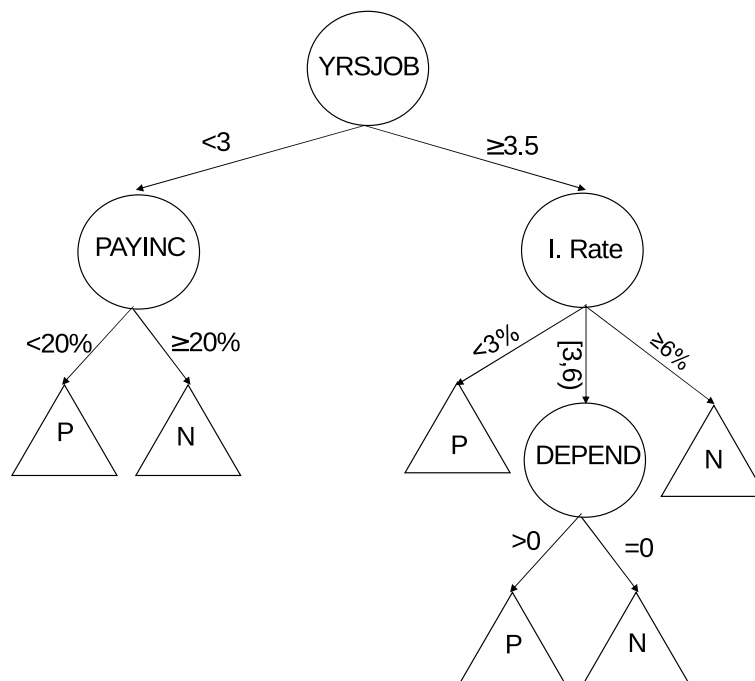 YRSJOB
<3
≥3.5
PAYINC
I. Rate
<20%
≥20%
<3%
[3,6)
≥6%
P
N
P
DEPEND
N
>0
=0
P
N